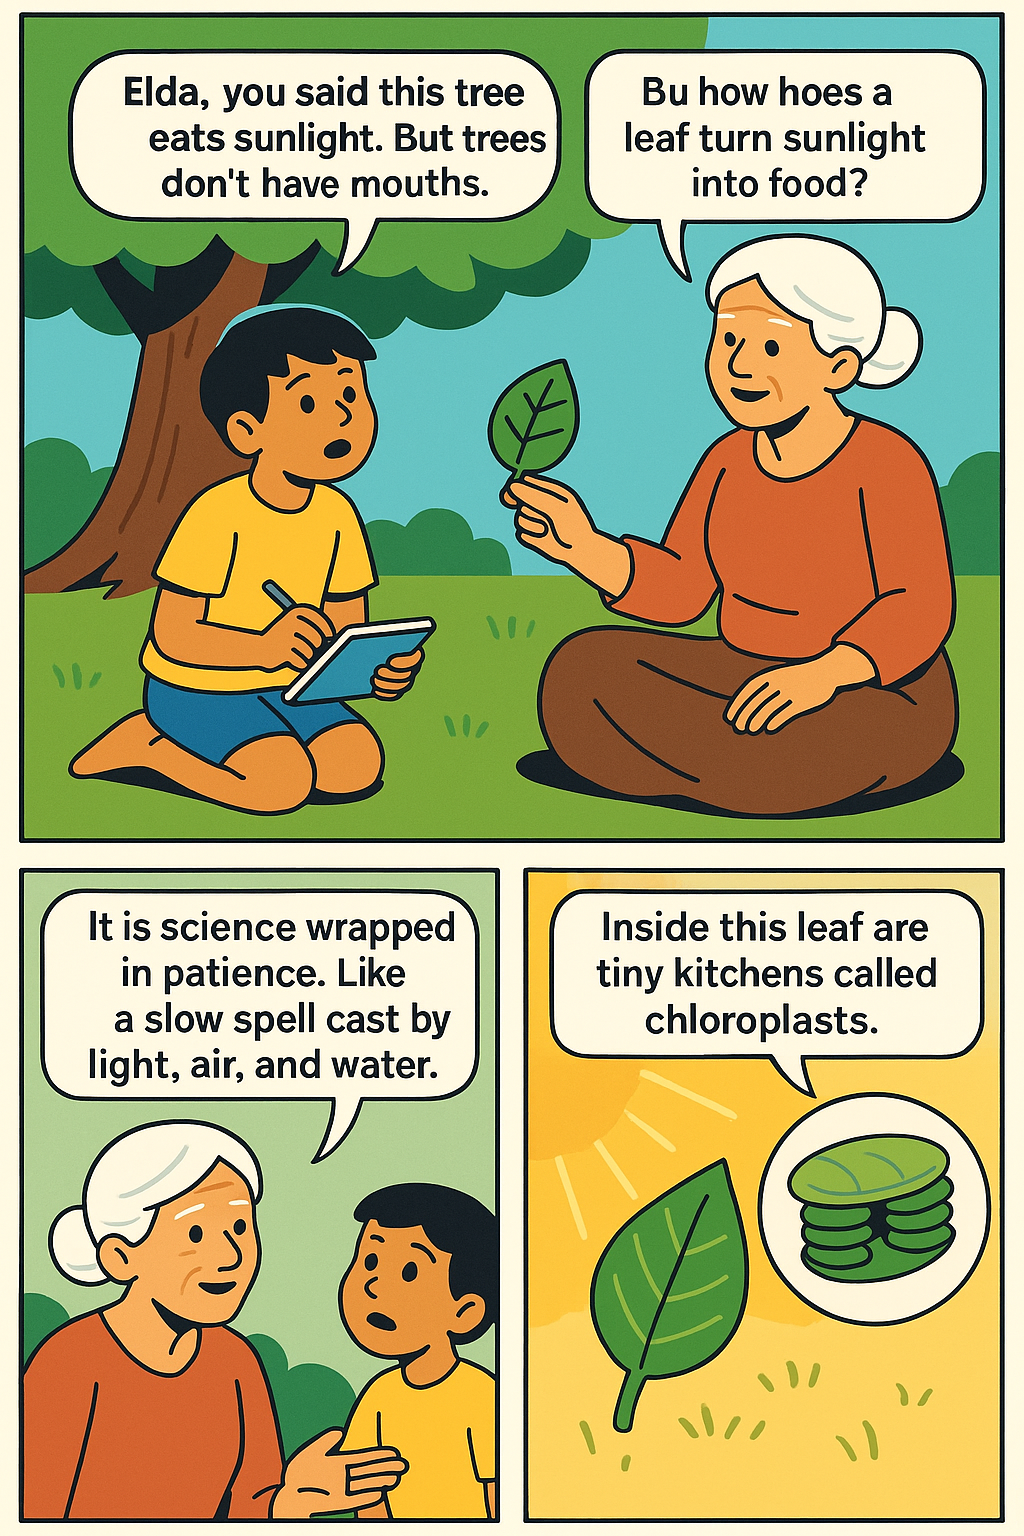 Elda, you said this tree
eats sunlight. But trees
don't have mouths.
Bu how hoes a
leaf turn sunlight
into food?
It is science wrapped
in patience. Like
a slow spell cast by
light, air, and water.
Inside this leaf are
tiny kitchens called
chloroplasts.